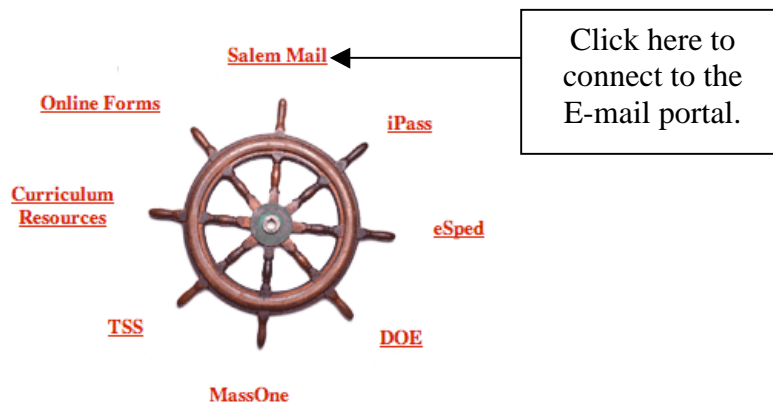 Salem Mail
Click here to
connect to the
E-mail portal.
Online Forms
iPass
Curriculum
Resources
eSped
TSS
DOE
MassOne